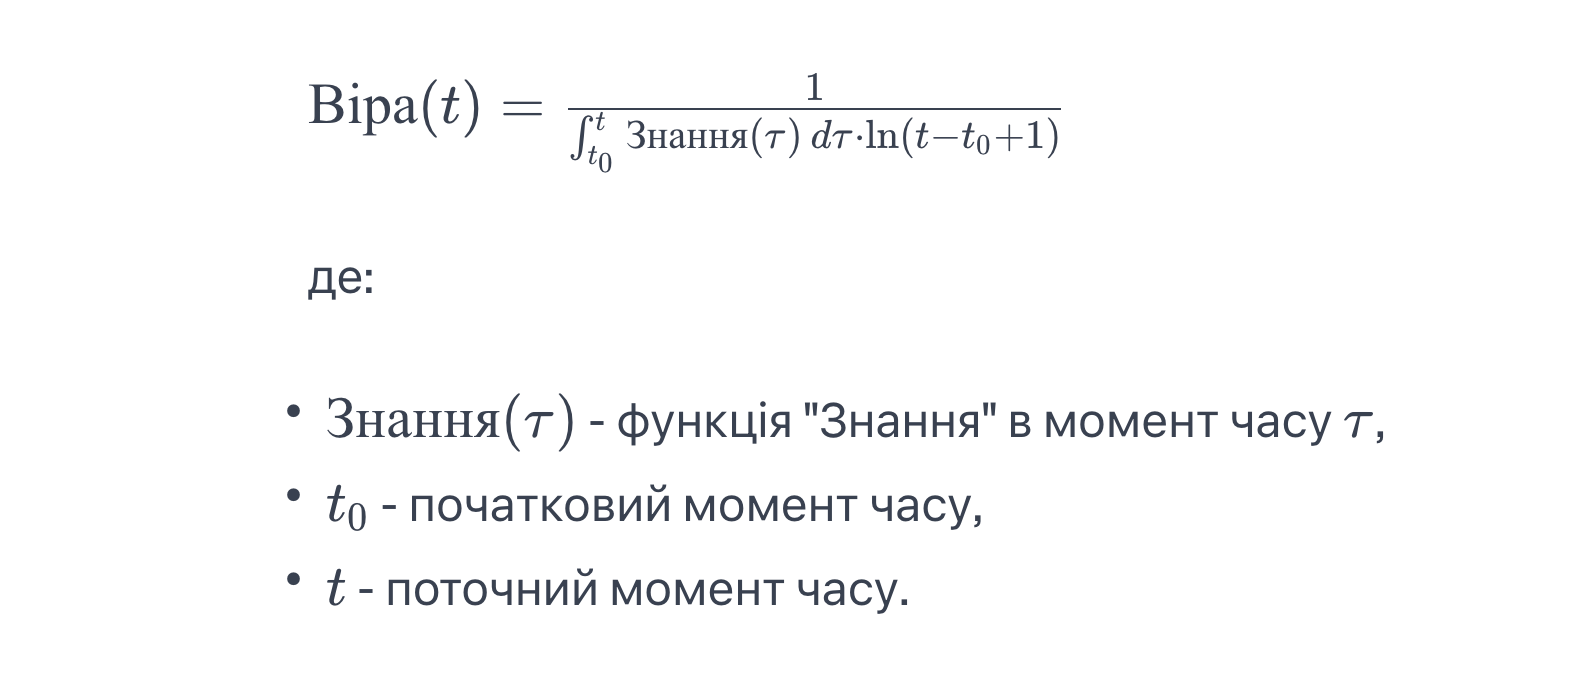 Віра(t) = 1 / ∫_{t_0}^{t} Знання(τ) dτ·ln(t−t_0+1)
де:
• Знання(τ) - функція "Знання" в момент часу τ,
• t_0 - початковий момент часу,
• t - поточний момент часу.